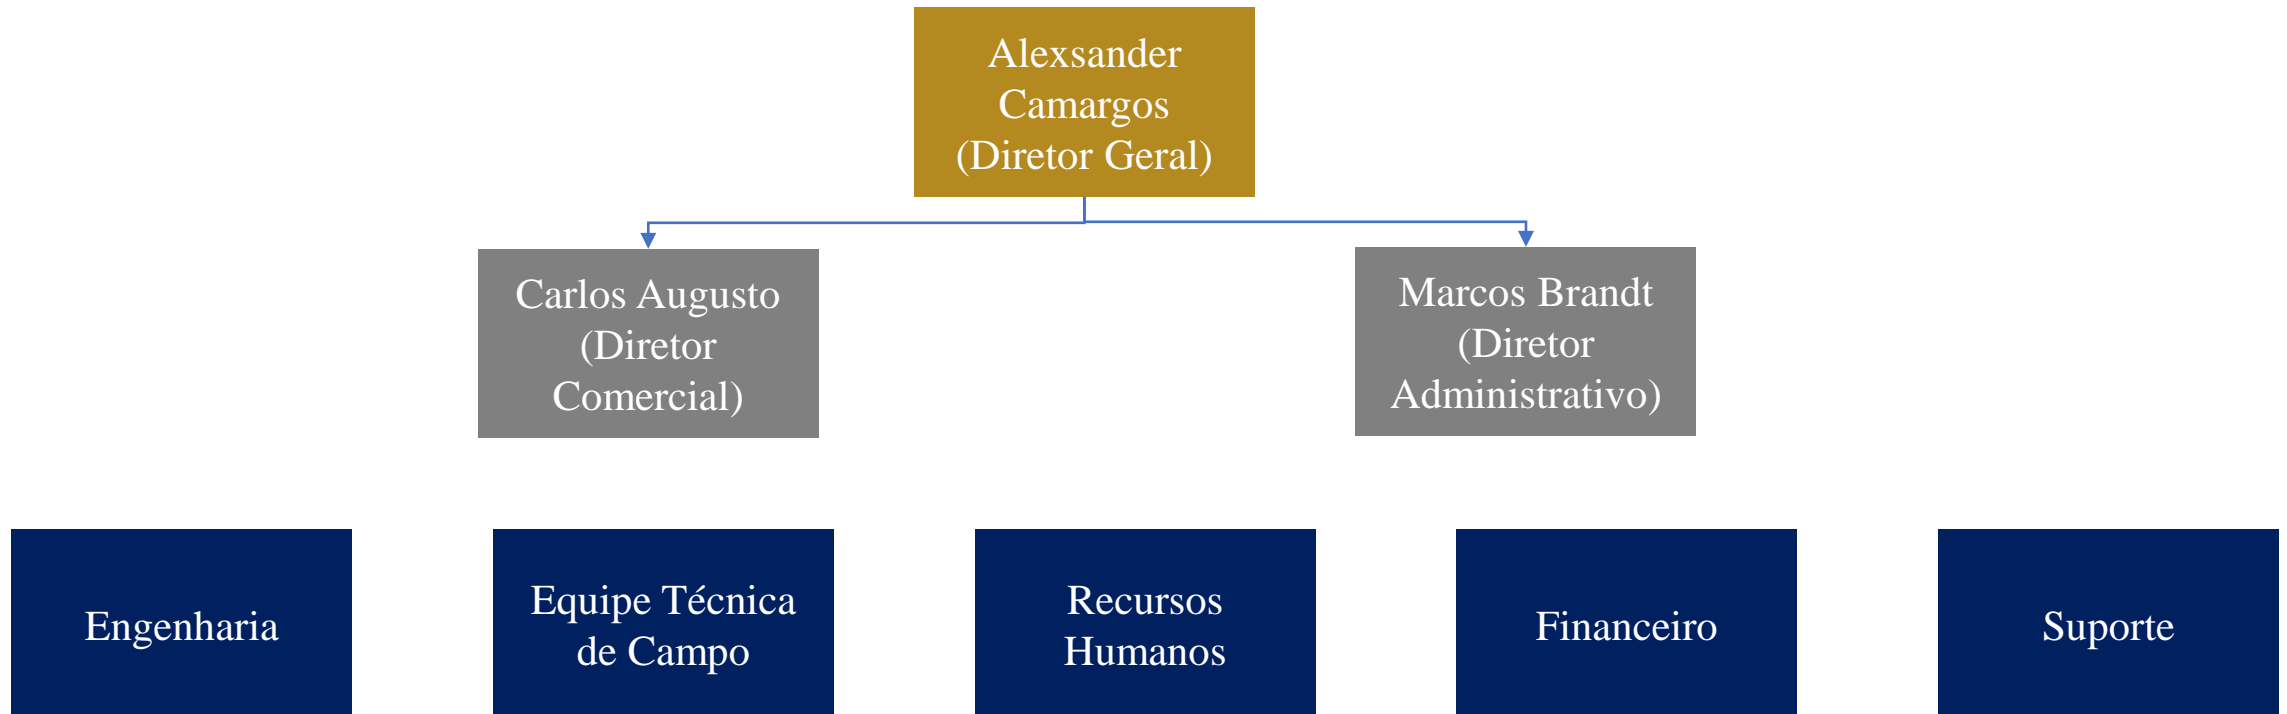 Alexsander
Camargos
(Diretor Geral)
Carlos Augusto
(Diretor
Comercial)
Marcos Brandt
(Diretor
Administrativo)
Engenharia
Equipe Técnica
de Campo
Recursos
Humanos
Financeiro
Suporte